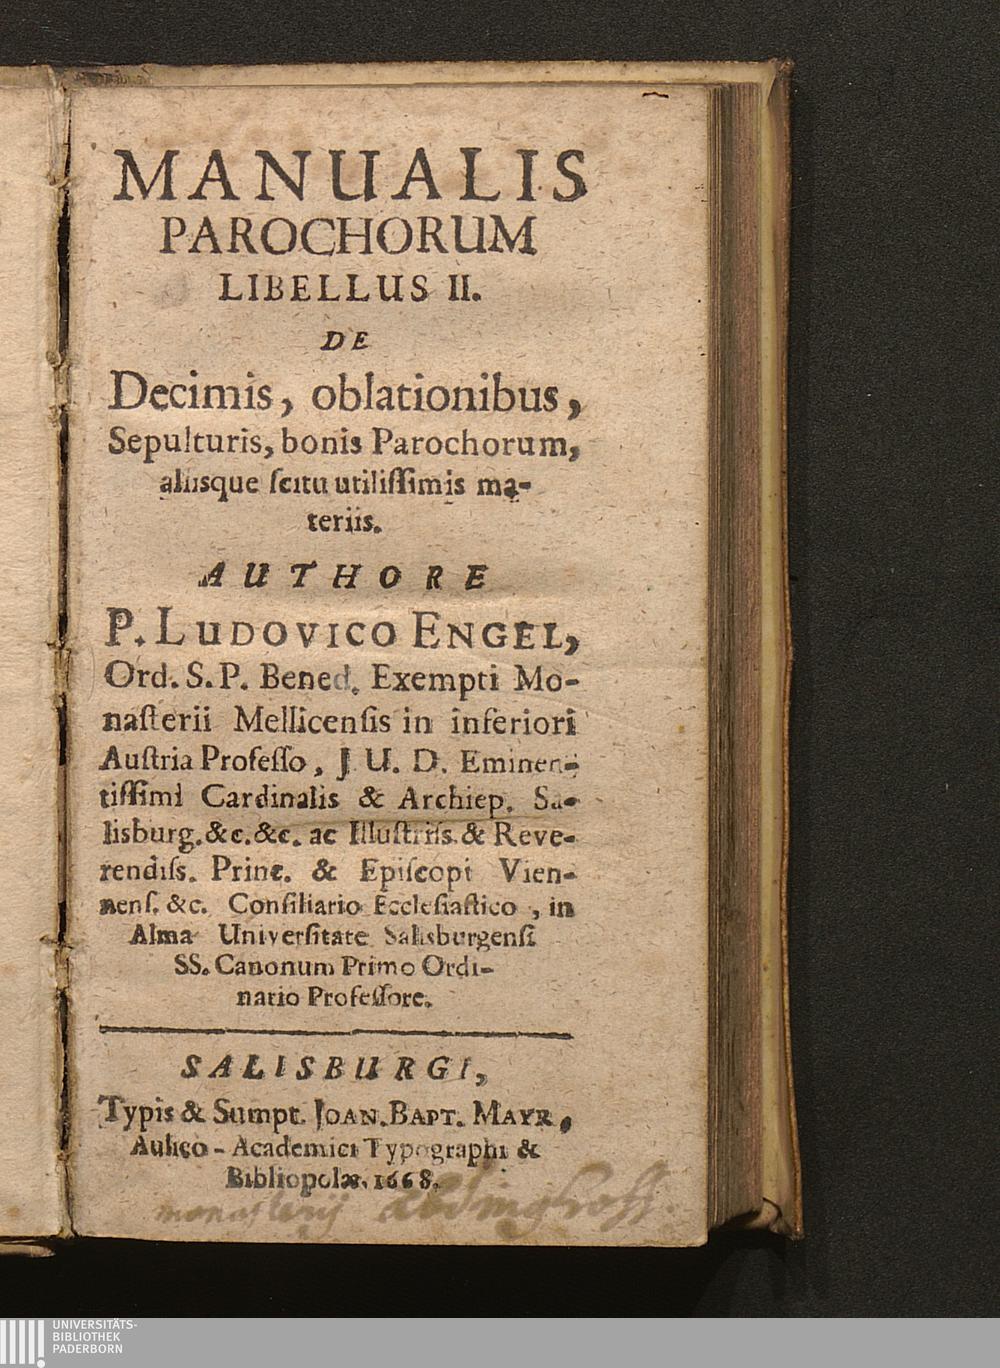 MANUALIS
PAROCHORUM
LIBELLUS II.
DE
Decimis, oblationibus,
Sepulturis, bonis Parochorum,
aliisque ſcitu utiliſſimis ma-
teriis.
AUTHORE
P. LUDOVICO ENGEL,
Ord. S. P. Bened. Exempti Mo-
naſterii Mellicenſis in inferiori
Auſtria Profeſſo, J. U. D. Eminen-
tiſſimi Cardinalis & Archiep. Sa-
lisburg. &c. &c. ac Illuſtriſs. & Reve-
rendiſs. Princ. & Epiſcopi Vien-
nenſ. &c. Conſiliario Eccleſiaſtico, in
Alma Univerſitate Salisburgenſi
SS. Canonum Primo Ordi-
nario Profeſſore.
SALISBURGI,
Typis & Sumpt. JOAN. BAPT. MAYR,
Aulico-Academici Typographi &
Bibliopolæ. 1668.
monasterij Abdinghoff.
UNIVERSITÄTS-
BIBLIOTHEK
PADERBORN